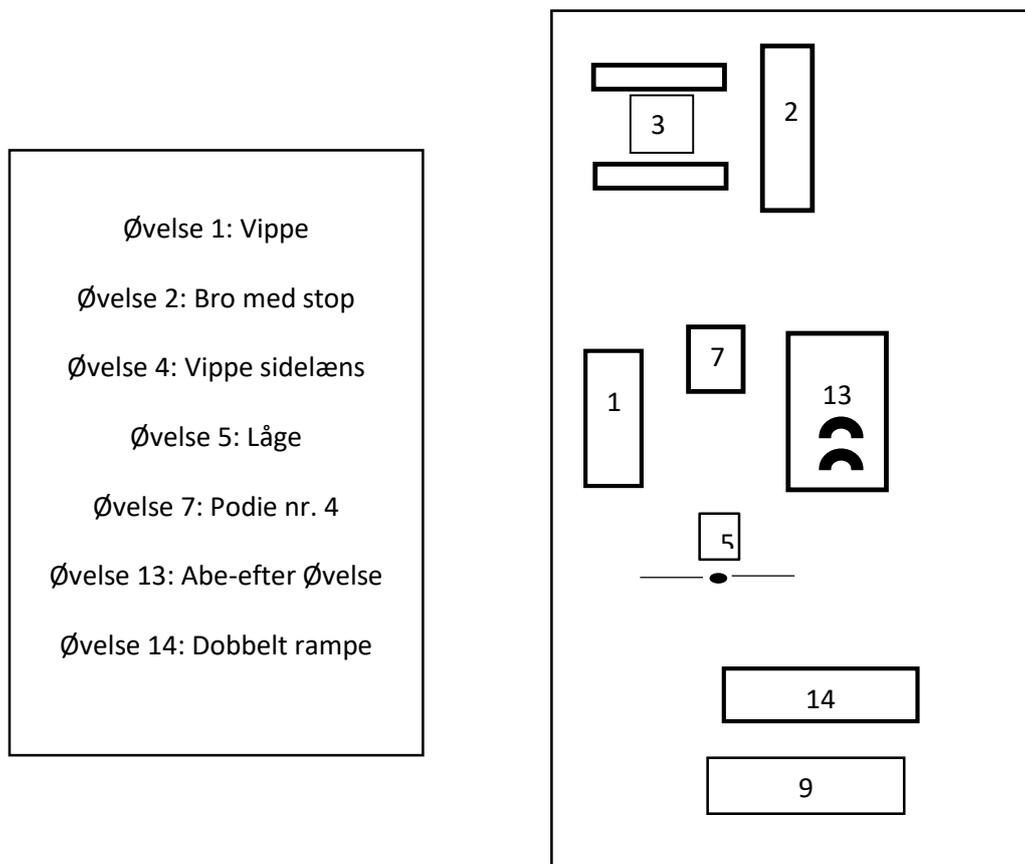 Øvelse 1: Vippe
Øvelse 2: Bro med stop
Øvelse 4: Vippe sidelæns
Øvelse 5: Låge
Øvelse 7: Podie nr. 4
Øvelse 13: Abe-efter Øvelse
Øvelse 14: Dobbelt rampe
3
2
7
1
13
5
14
9